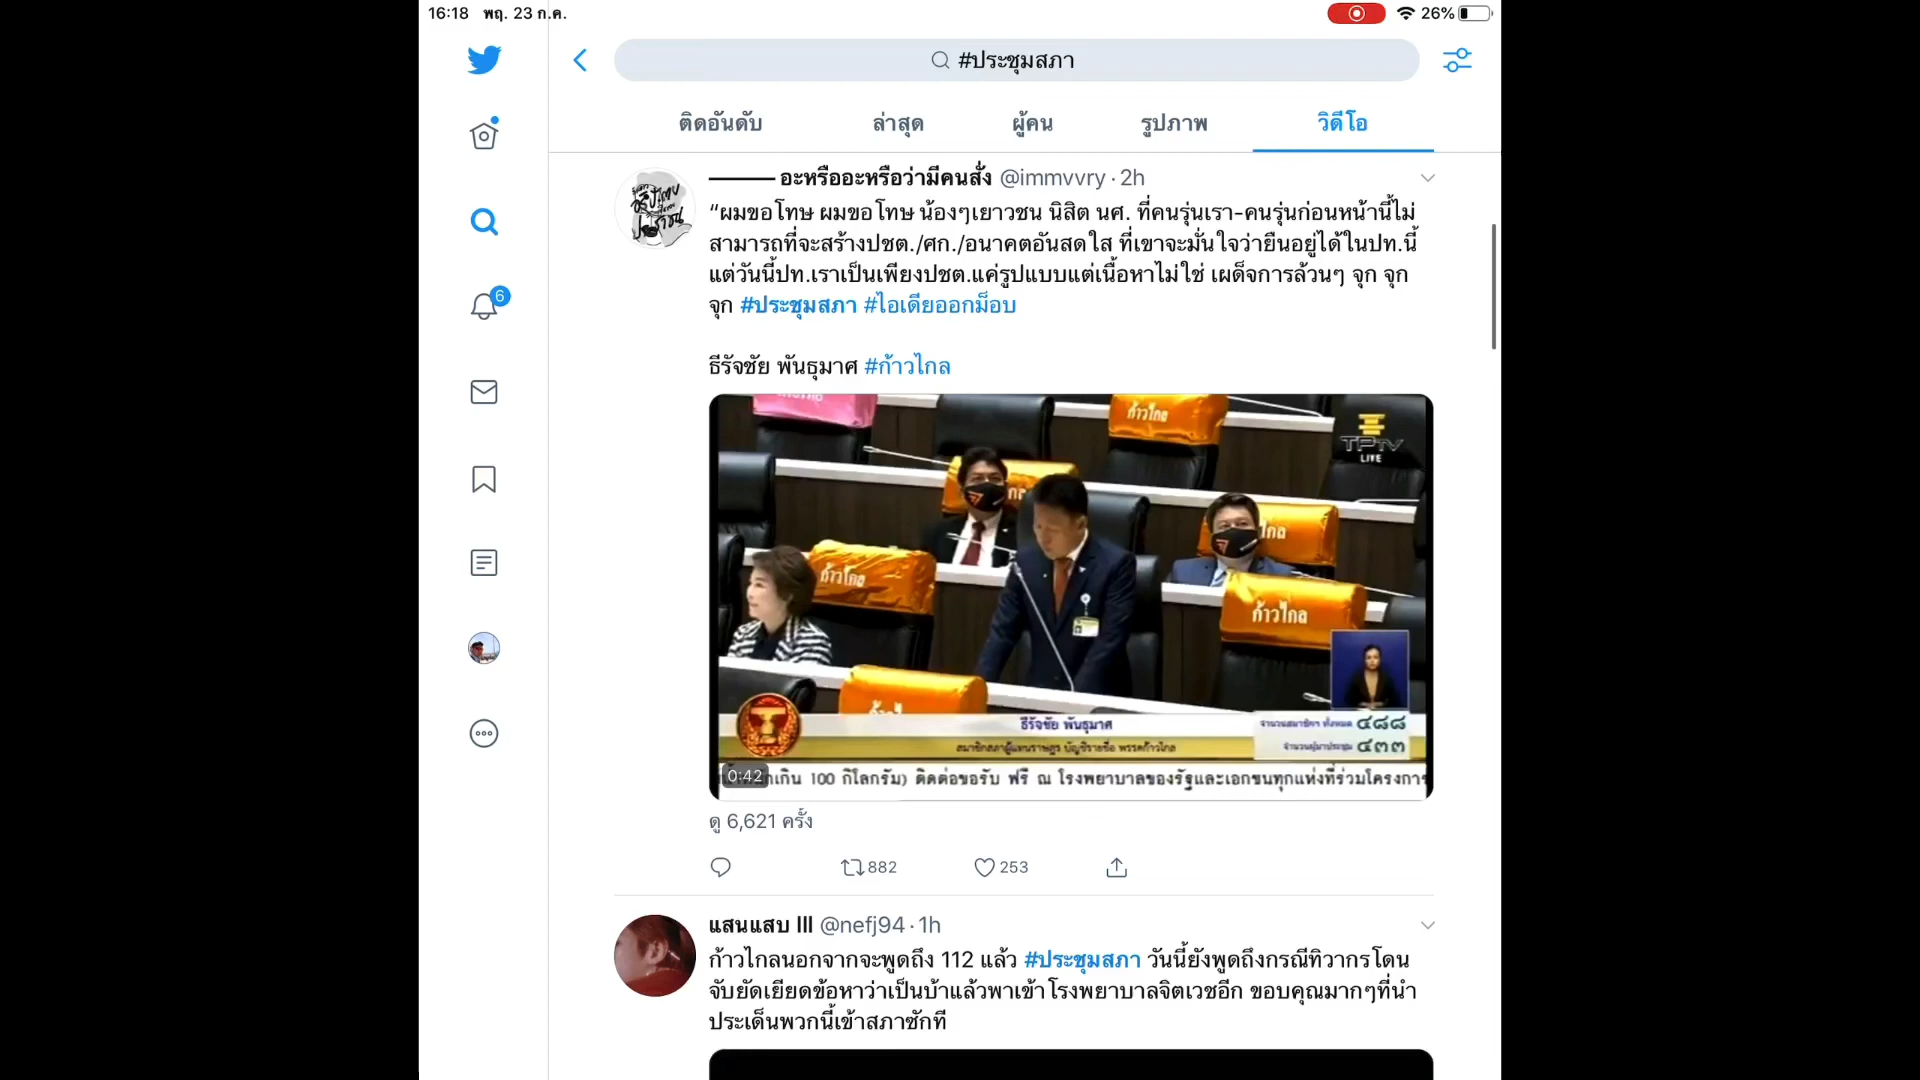 16:18 พฤ. 23 ก.ค.
26%
#ประชุมสภา
ติดอันดับ ล่าสุด ผู้คน รูปภาพ วิดีโอ
6
อะหรืออะหรือว่ามีคนสั่ง @immvvry · 2h
“ผมขอโทษ ผมขอโทษ น้องๆเยาวชน นิสิต นศ. ที่คนรุ่นเรา-คนรุ่นก่อนหน้านี้ไม่
สามารถที่จะสร้างปชต./ศก./อนาคตอันสดใส ที่เขาจะมั่นใจว่ายืนอยู่ได้ในปท.นี้
แต่วันนี้ปท.เราเป็นเพียงปชต.แค่รูปแบบแต่เนื้อหาไม่ใช่ เผด็จการล้วนๆ จุก จุก
จุก #ประชุมสภา #ไอเดียออกม็อบ
ธีรัจชัย พันธุมาศ #ก้าวไกล
ก้าวไกล
TPTV
LIVE
ก้าวไกล
ก้าวไกล
ธีรัจชัย พันธุมาศ
สมาชิกสภาผู้แทนราษฎร บัญชีรายชื่อ พรรคก้าวไกล
จำนวนสมาชิกฯ ทั้งหมด ๔๘๘
จำนวนผู้มาประชุม ๔๓๓
0:42
เกิน 100 กิโลกรัม) ติดต่อขอรับ ฟรี ณ โรงพยาบาลของรัฐและเอกชนทุกแห่งที่ร่วมโครงการ
ดู 6,621 ครั้ง
882 253
แสนแสบ III @nefj94 · 1h
ก้าวไกลนอกจากจะพูดถึง 112 แล้ว #ประชุมสภา วันนี้ยังพูดถึงกรณีทิวากรโดน
จับยัดเยียดข้อหาว่าเป็นบ้าแล้วพาเข้าโรงพยาบาลจิตเวชอีก ขอบคุณมากๆที่นำ
ประเด็นพวกนี้เข้าสภาซักที